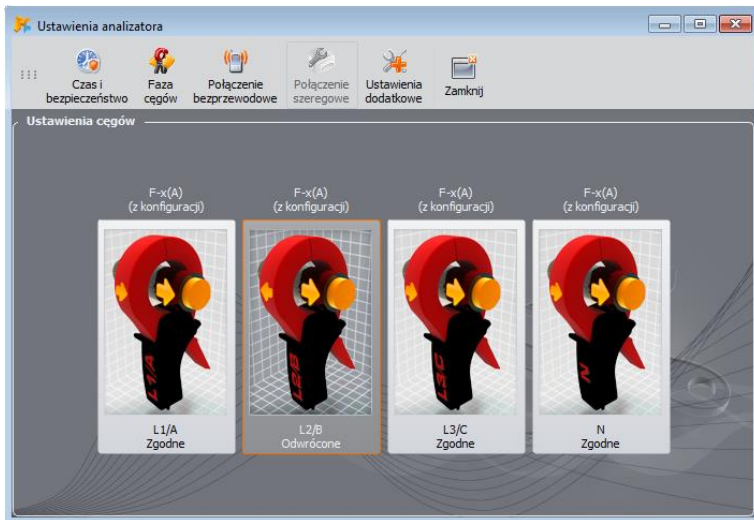 Ustawienia analizatora
Czas i
bezpieczeństwo
Faza
cęgów
Połączenie
bezprzewodowe
Połączenie
szeregowe
Ustawienia
dodatkowe
Zamknij
Ustawienia cęgów
F-x(A)
(z konfiguracji)
F-x(A)
(z konfiguracji)
F-x(A)
(z konfiguracji)
F-x(A)
(z konfiguracji)
L1/A
L2/B
L3/C
N
L1/A
Zgodne
L2/B
Odwrócone
L3/C
Zgodne
N
Zgodne